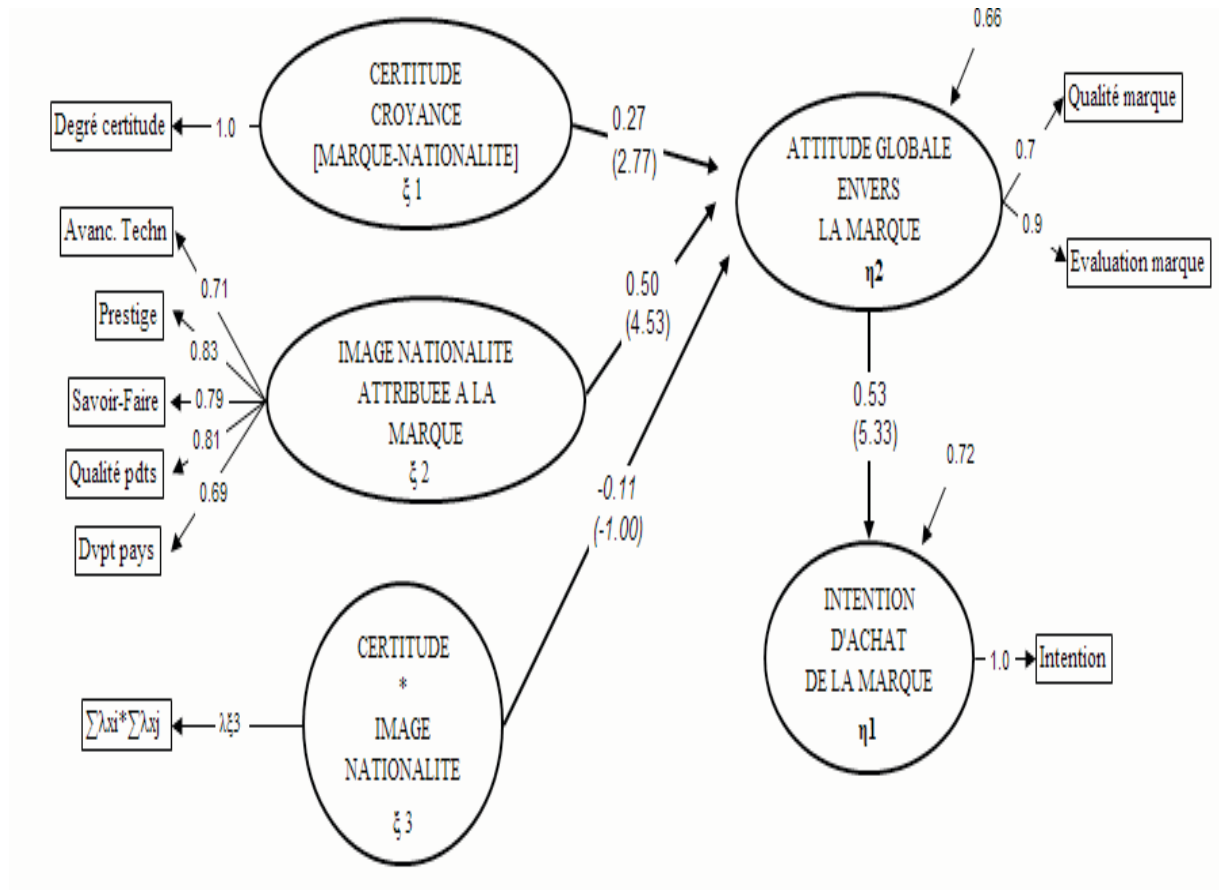 0.66
CERTITUDE
CROYANCE
[MARQUE-NATIONALITE]
ξ 1
Degré certitude
1.0
0.27
(2.77)
ATTITUDE GLOBALE
ENVERS
LA MARQUE
η2
Qualité marque
0.7
0.9
Evaluation marque
Avanc. Techn
0.71
Prestige
0.83
Savoir-Faire
0.79
Qualité pdts
0.81
Dvpt pays
0.69
IMAGE NATIONALITE
ATTRIBUEE A LA
MARQUE
ξ 2
0.50
(4.53)
0.53
(5.33)
-0.11
(-1.00)
0.72
CERTITUDE
*
IMAGE
NATIONALITE
ξ 3
∑λxi*∑λxj
λξ3
INTENTION
D'ACHAT
DE LA MARQUE
η1
1.0
Intention